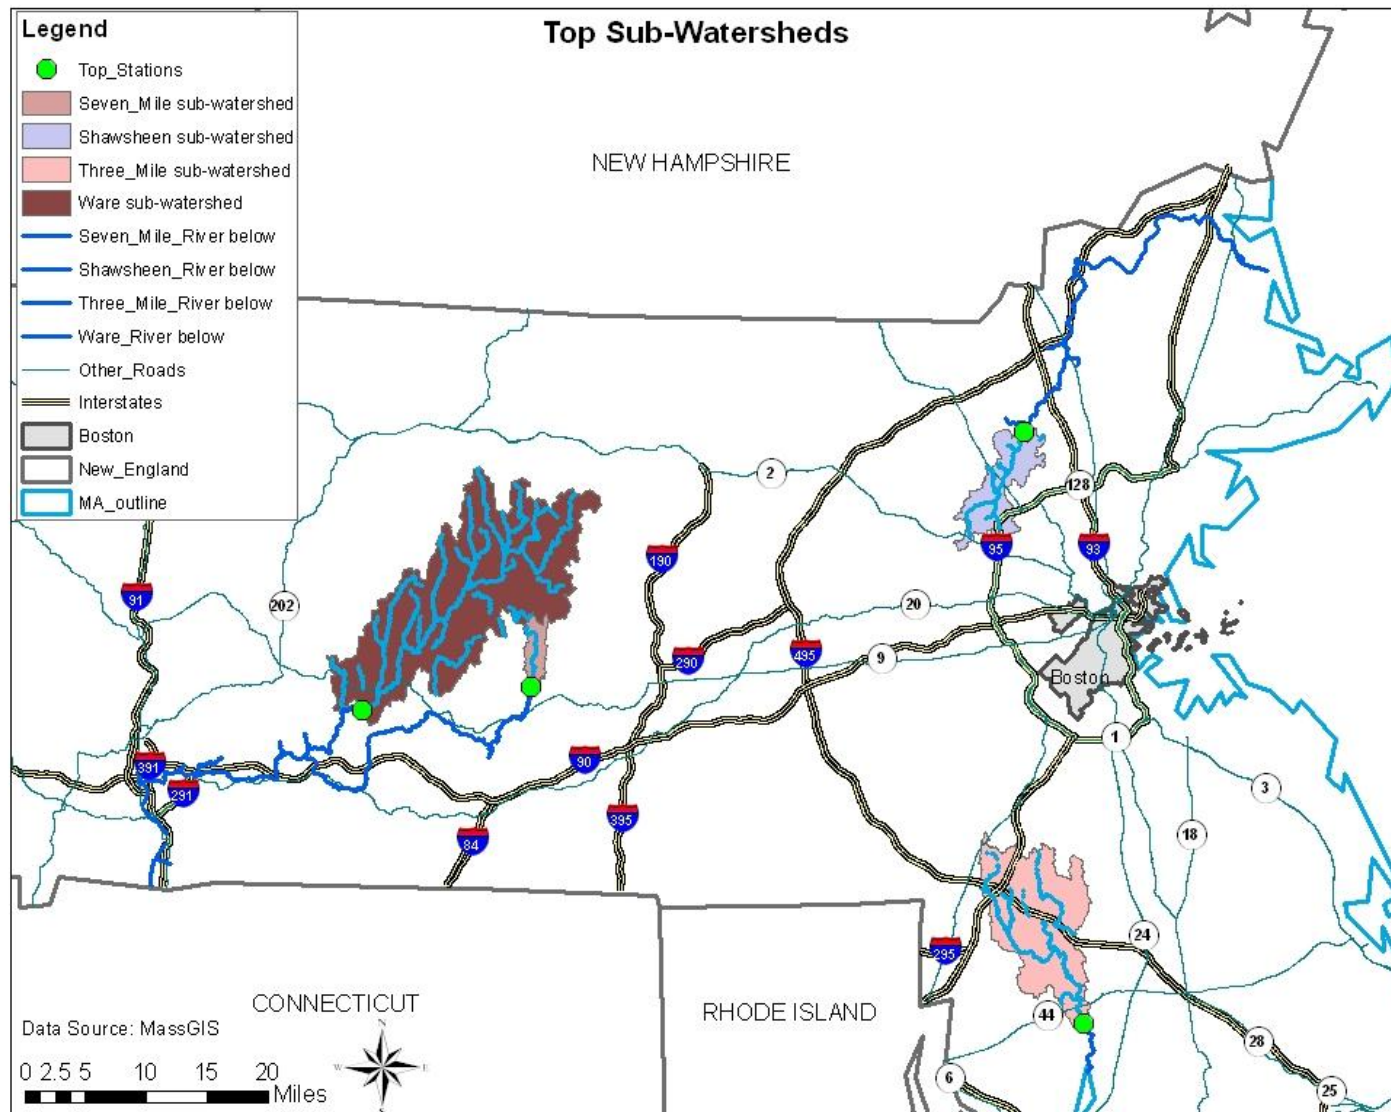 Legend
Top Sub-Watersheds
Top_Stations
Seven_Mile sub-watershed
Shawsheen sub-watershed
Three_Mile sub-watershed
Ware sub-watershed
Seven_Mile_River below
Shawsheen_River below
Three_Mile_River below
Ware_River below
Other_Roads
Interstates
Boston
New_England
MA_outline
NEW HAMPSHIRE
2
128
190
95
93
91
202
20
290
495
9
Boston
391
291
90
1
3
395
84
18
295
24
CONNECTICUT
RHODE ISLAND
44
28
6
25
Data Source: MassGIS
N
W
E
S
0 2.5 5 10 15 20
Miles